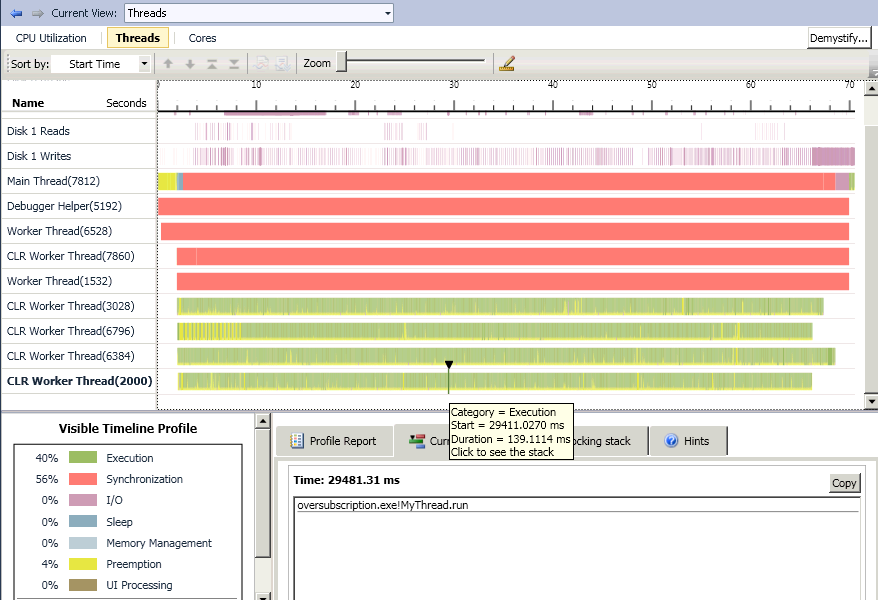 Current View: Threads
CPU Utilization Threads Cores Demystify...
Sort by: Start Time Zoom
10 20 30 40 50 60 70
Name Seconds
Disk 1 Reads
Disk 1 Writes
Main Thread(7812)
Debugger Helper(5192)
Worker Thread(6528)
CLR Worker Thread(7860)
Worker Thread(1532)
CLR Worker Thread(3028)
CLR Worker Thread(6796)
CLR Worker Thread(6384)
CLR Worker Thread(2000)
Category = Execution
Start = 29411.0270 ms
Duration = 139.1114 ms
Click to see the stack
Visible Timeline Profile
40% Execution
56% Synchronization
0% I/O
0% Sleep
0% Memory Management
4% Preemption
0% UI Processing
Profile Report stack Hints
Time: 29481.31 ms Copy
oversubscription.exe!MyThread.run